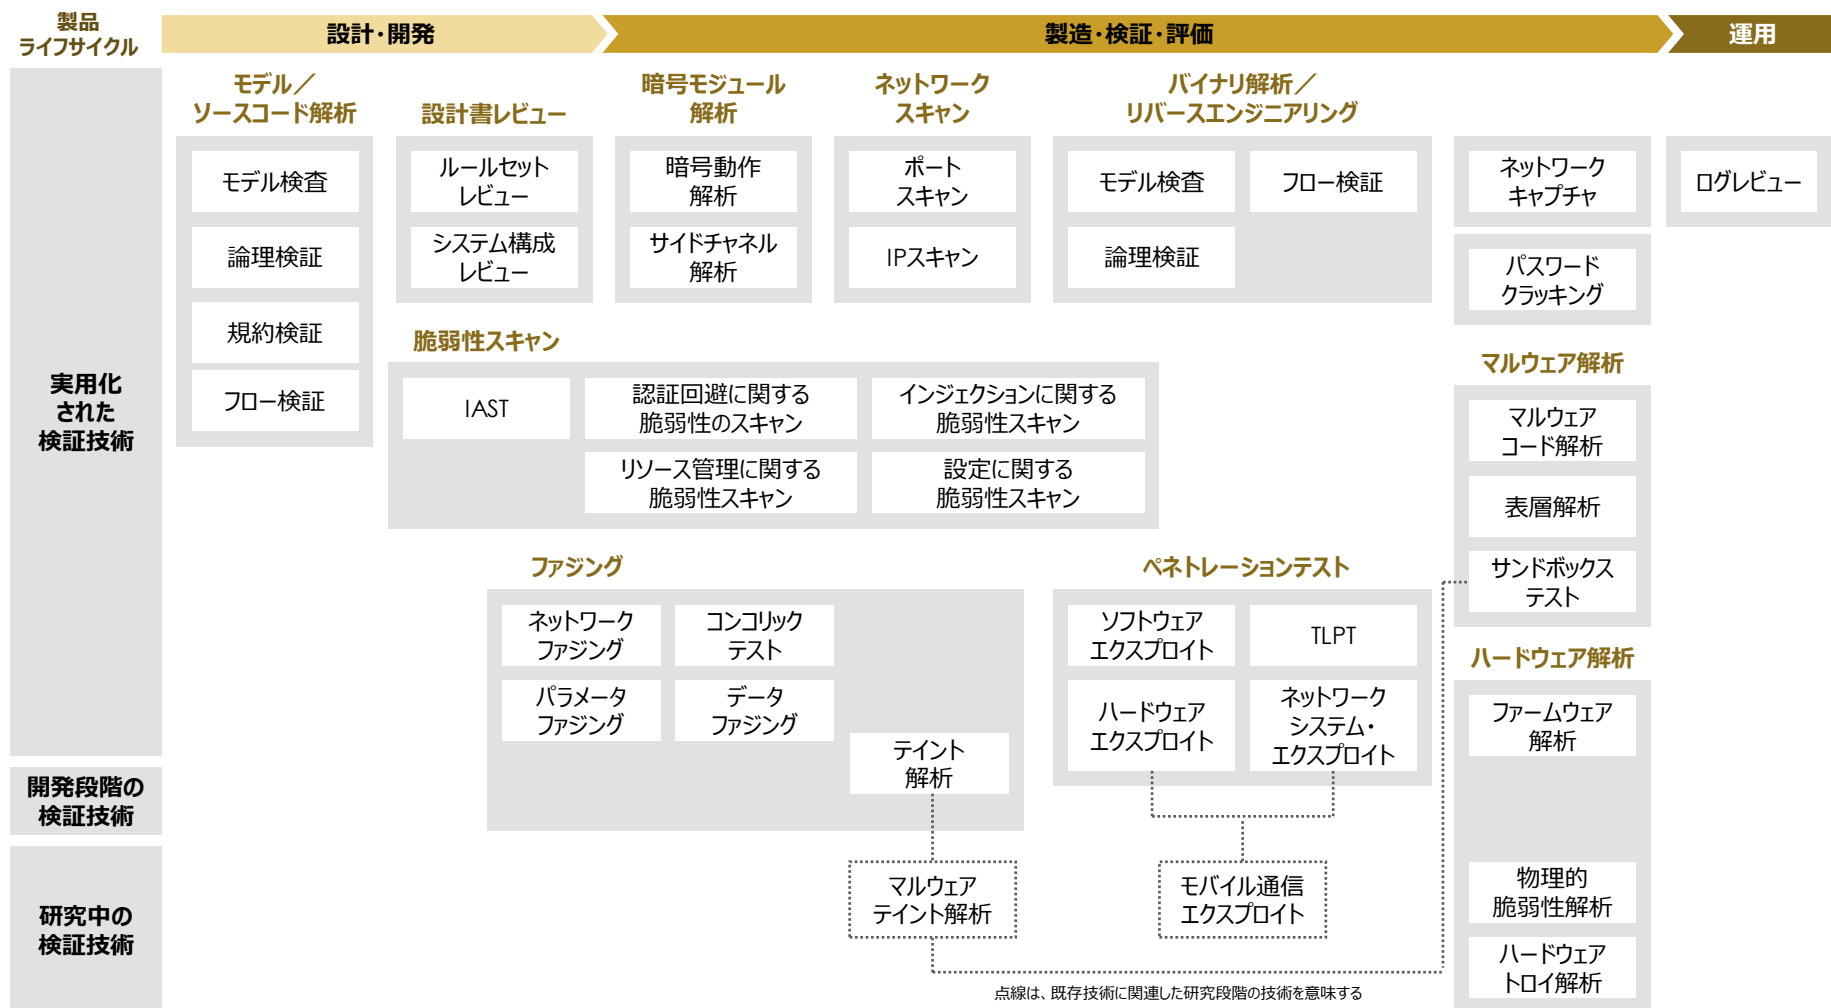 製品
ライフサイクル
設計・開発
製造・検証・評価
運用
実用化
された
検証技術
モデル／
ソースコード解析
モデル検査
論理検証
規約検証
フロー検証
設計書レビュー
ルールセット
レビュー
システム構成
レビュー
暗号モジュール
解析
暗号動作
解析
サイドチャネル
解析
ネットワーク
スキャン
ポート
スキャン
IPスキャン
バイナリ解析／
リバースエンジニアリング
モデル検査
フロー検証
論理検証
ネットワーク
キャプチャ
パスワード
クラッキング
ログレビュー
脆弱性スキャン
IAST
認証回避に関する
脆弱性のスキャン
インジェクションに関する
脆弱性スキャン
リソース管理に関する
脆弱性スキャン
設定に関する
脆弱性スキャン
マルウェア解析
マルウェア
コード解析
表層解析
サンドボックス
テスト
ファジング
ネットワーク
ファジング
コンコリック
テスト
パラメータ
ファジング
データ
ファジング
テイント
解析
ペネトレーションテスト
ソフトウェア
エクスプロイト
TLPT
ハードウェア
エクスプロイト
ネットワーク
システム・
エクスプロイト
ハードウェア解析
ファームウェア
解析
開発段階の
検証技術
研究中の
検証技術
マルウェア
テイント解析
モバイル通信
エクスプロイト
物理的
脆弱性解析
ハードウェア
トロイ解析
点線は、既存技術に関連した研究段階の技術を意味する